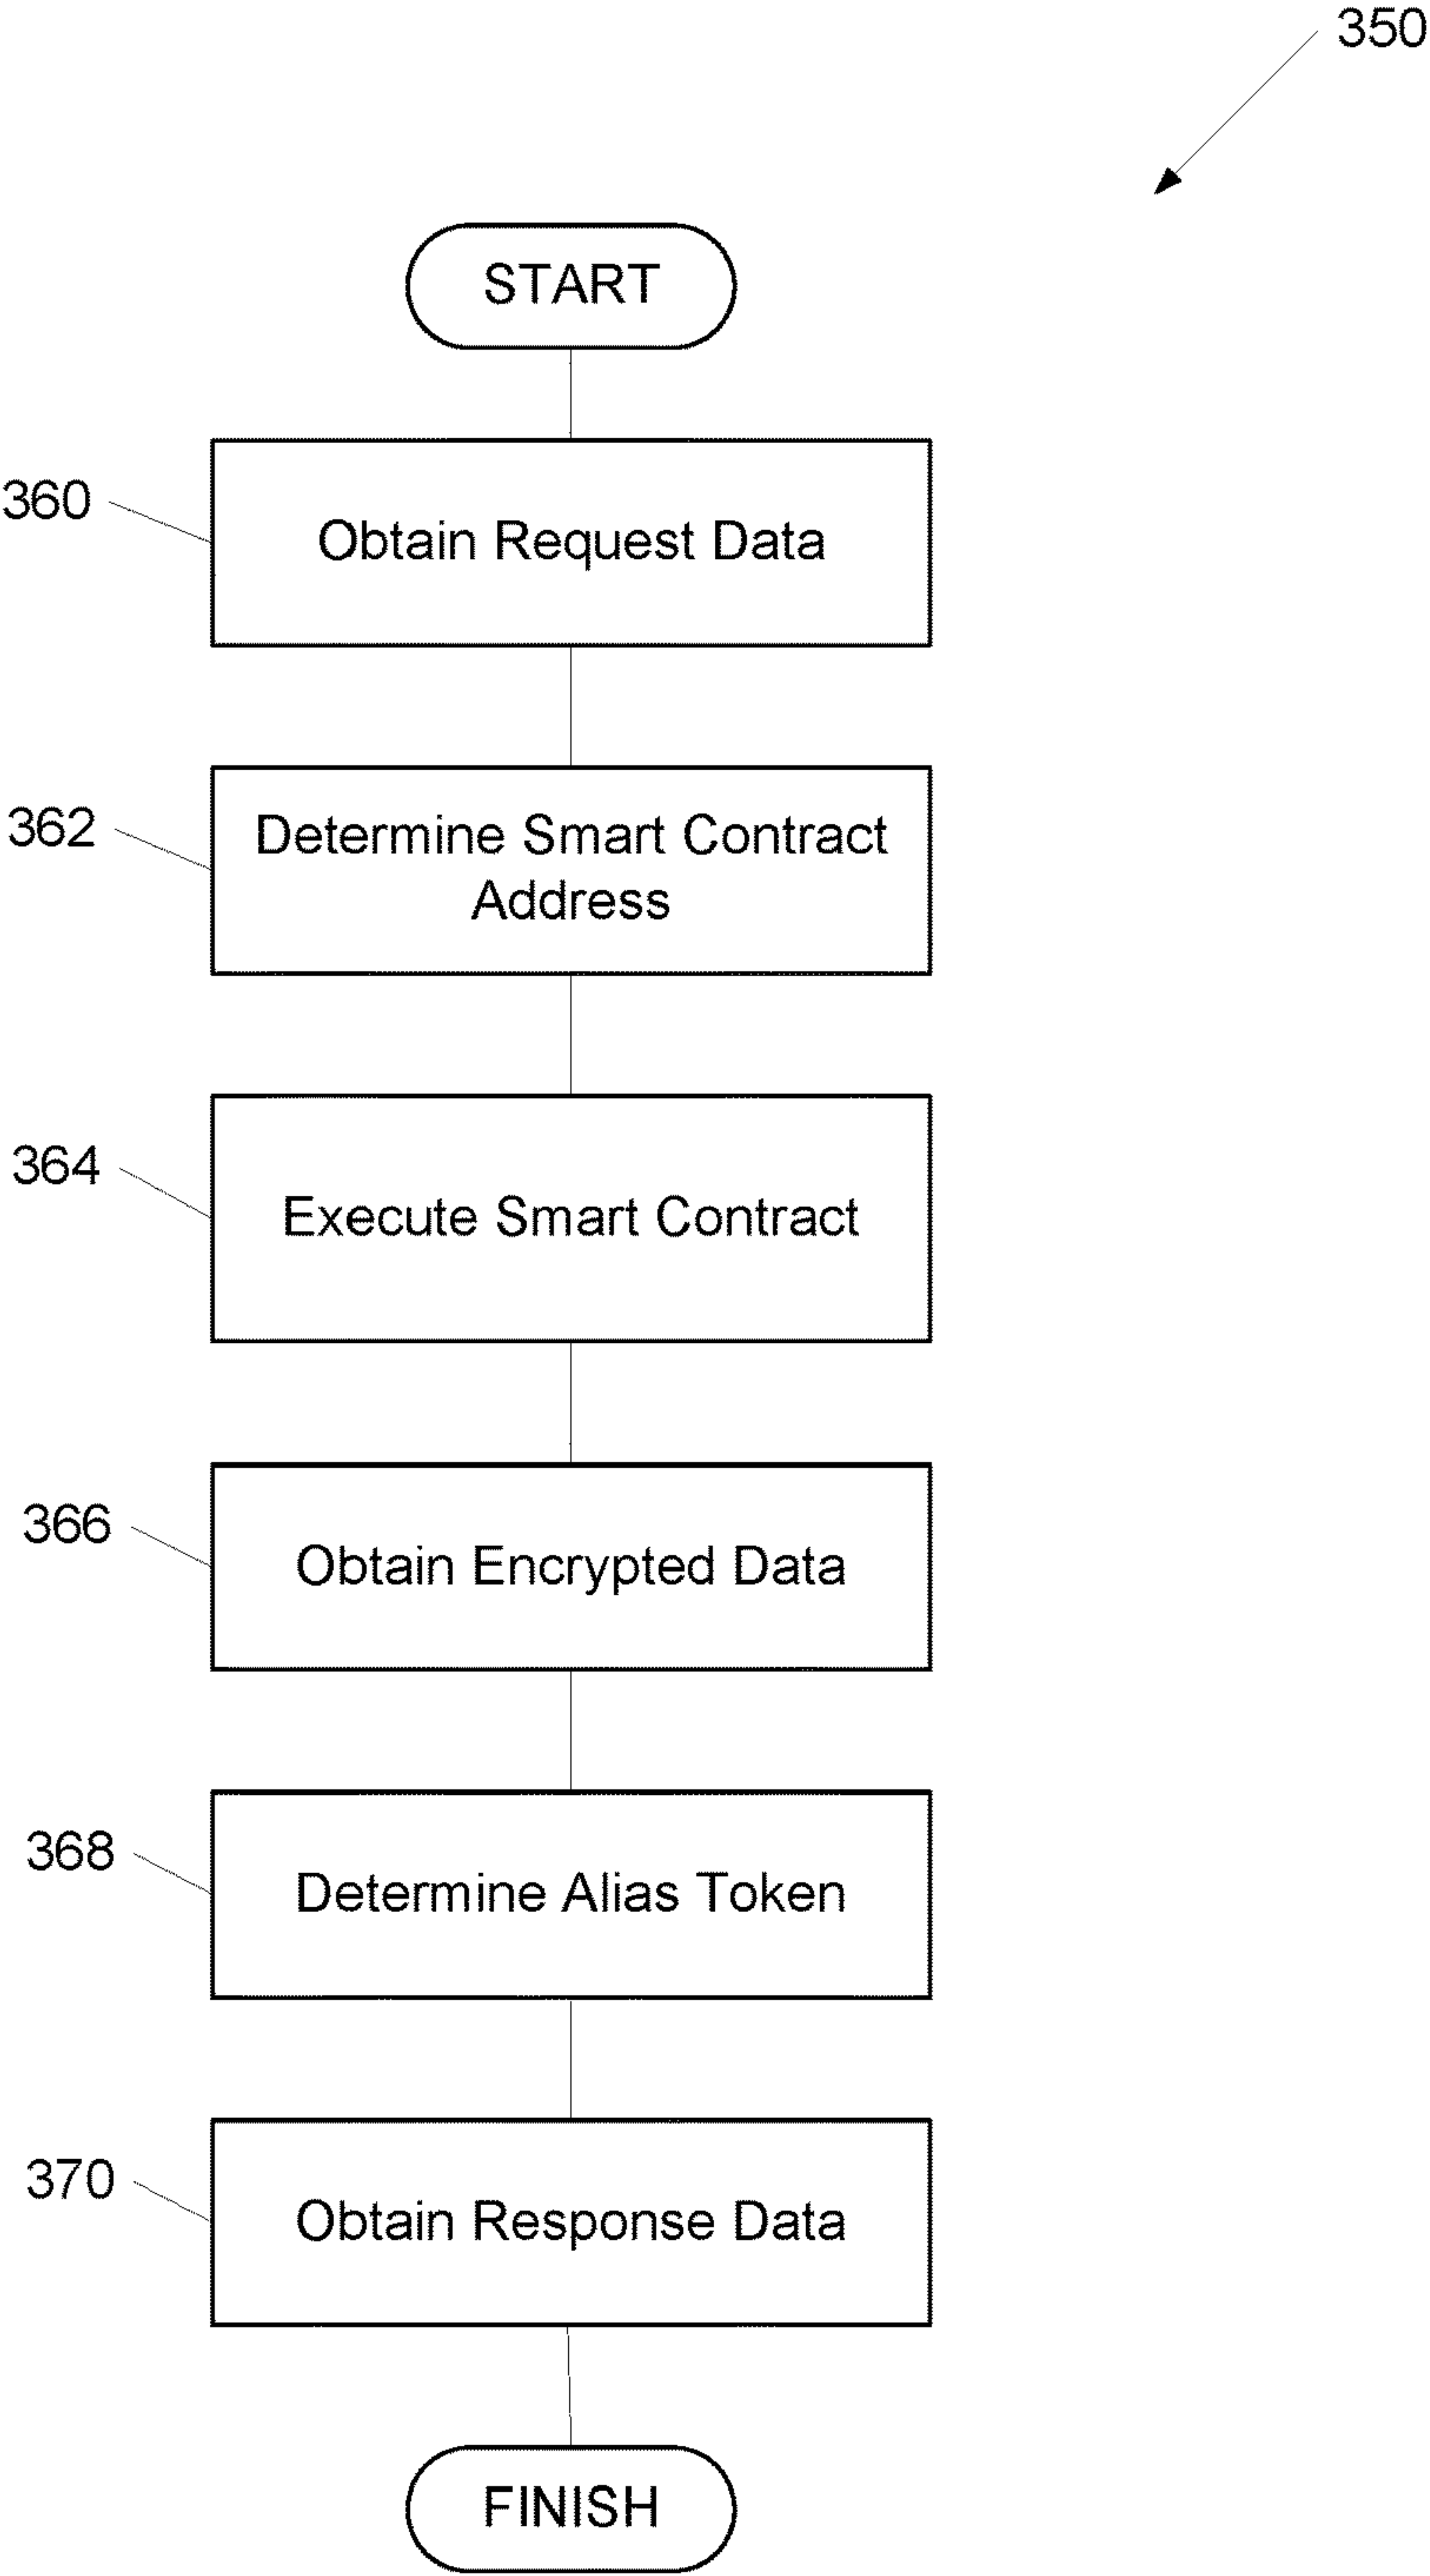 350
START
360
Obtain Request Data
362
Determine Smart Contract
Address
364
Execute Smart Contract
366
Obtain Encrypted Data
368
Determine Alias Token
370
Obtain Response Data
FINISH